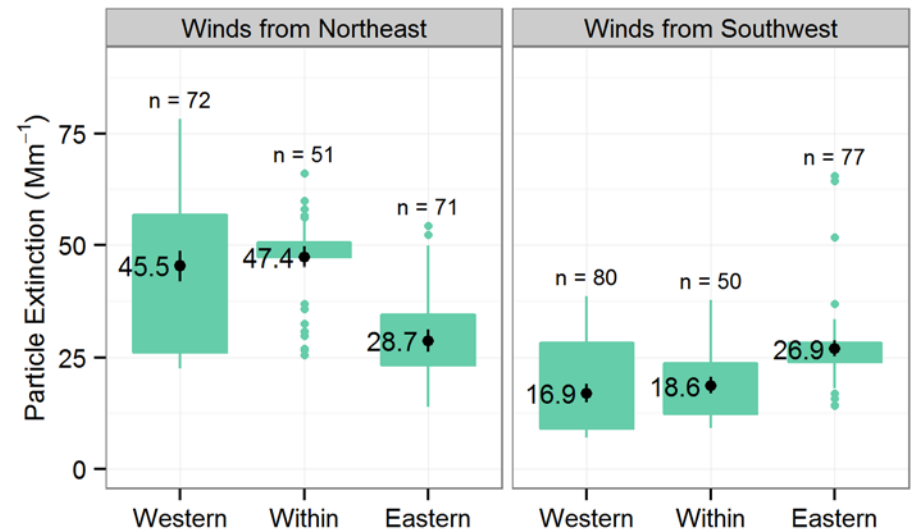 Winds from Northeast
Winds from Southwest
Particle Extinction (Mm⁻¹)
75
50
25
0
n = 72
n = 51
n = 71
45.5
47.4
28.7
Western
Within
Eastern
n = 80
n = 50
n = 77
16.9
18.6
26.9
Western
Within
Eastern